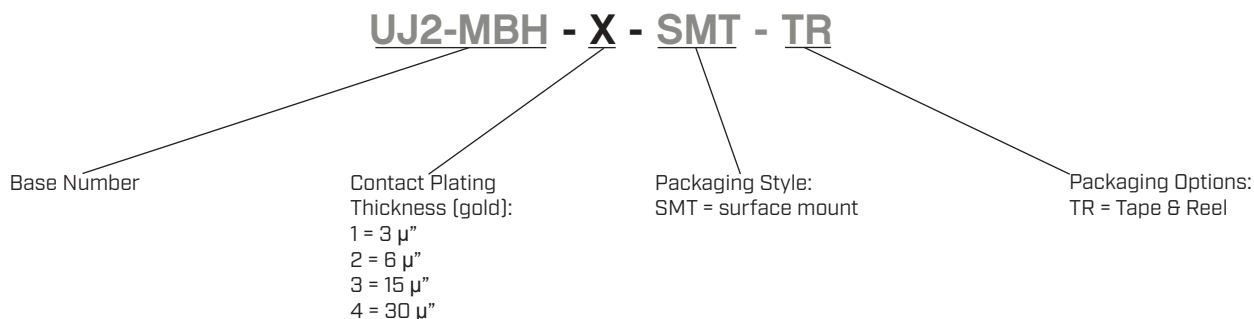 UJ2-MBH - X - SMT - TR
Base Number
Contact Plating
Thickness (gold):
1 = 3 µ”
2 = 6 µ”
3 = 15 µ”
4 = 30 µ”
Packaging Style:
SMT = surface mount
Packaging Options:
TR = Tape & Reel